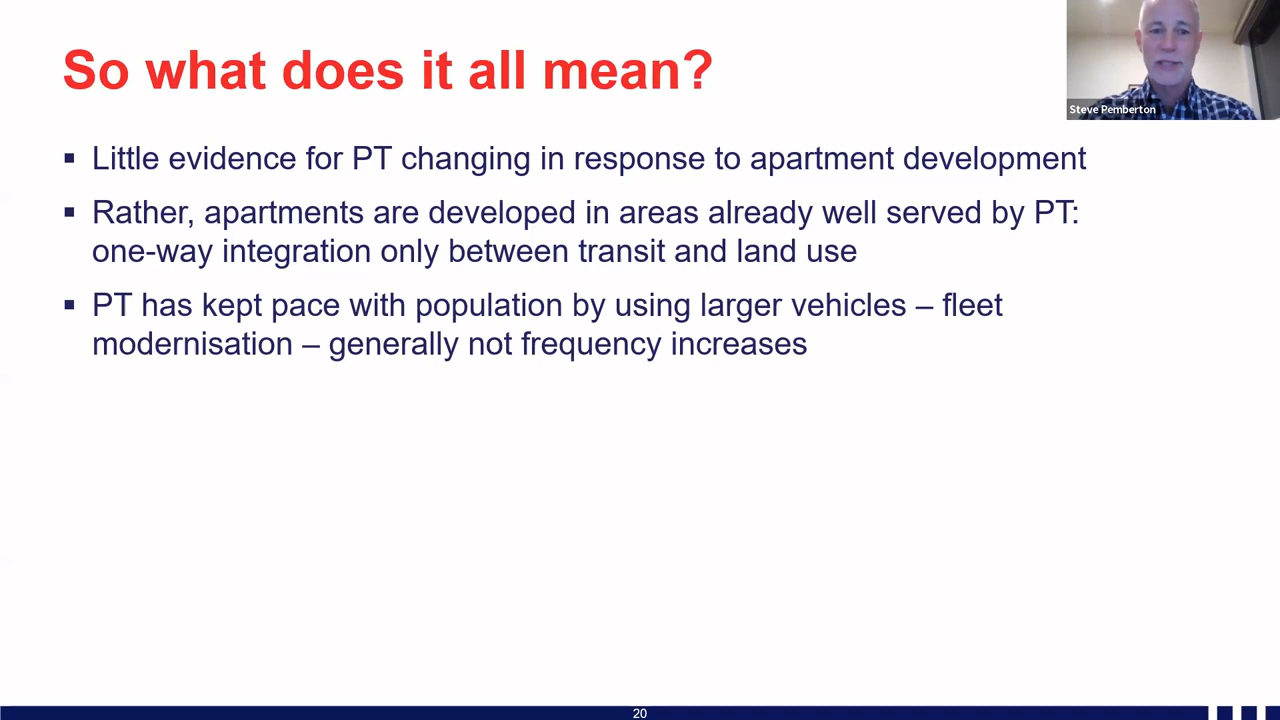 So what does it all mean?
Steve Pemberton
▪ Little evidence for PT changing in response to apartment development
▪ Rather, apartments are developed in areas already well served by PT:
one-way integration only between transit and land use
▪ PT has kept pace with population by using larger vehicles – fleet
modernisation – generally not frequency increases
20